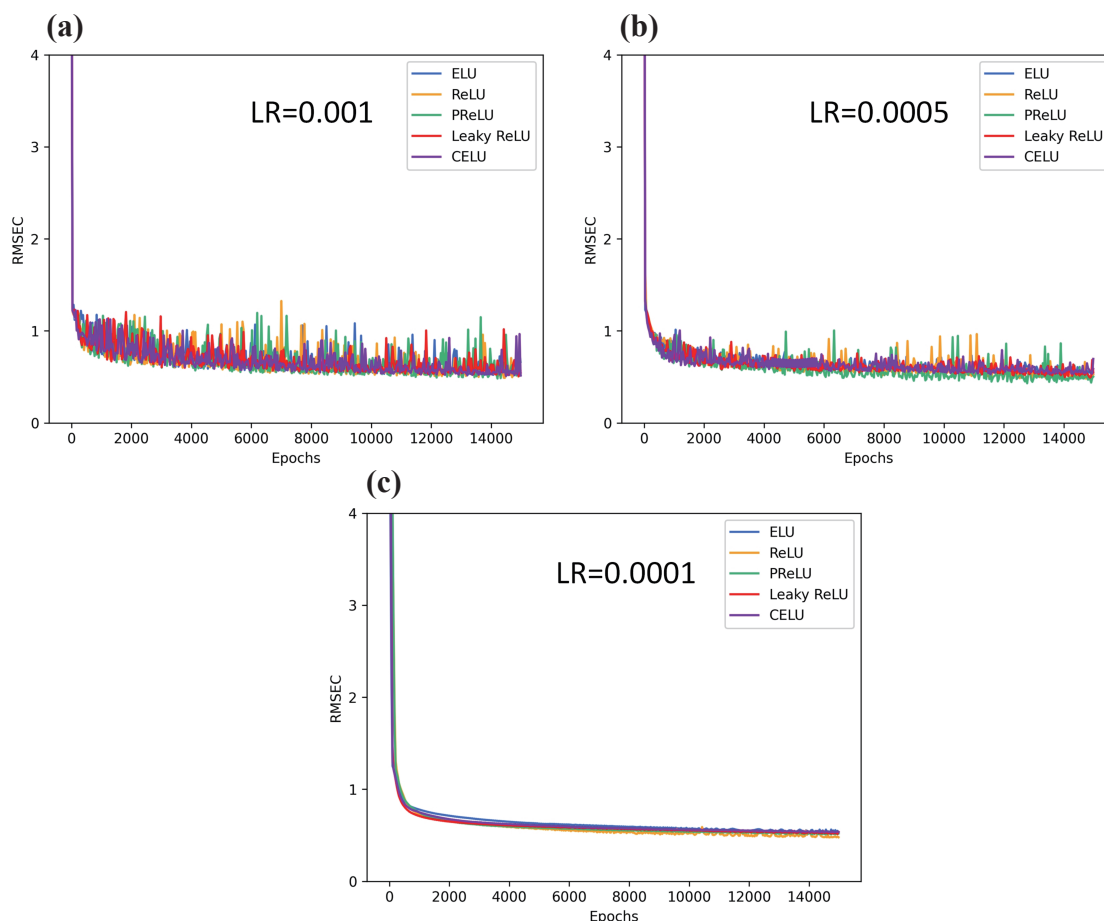 (a)
4
3
2
1
0
RMSEC
LR=0.001
ELU
ReLU
PReLU
Leaky ReLU
CELU
0 2000 4000 6000 8000 10000 12000 14000
Epochs
(b)
4
3
2
1
0
RMSEC
LR=0.0005
ELU
ReLU
PReLU
Leaky ReLU
CELU
0 2000 4000 6000 8000 10000 12000 14000
Epochs
(c)
4
3
2
1
0
RMSEC
LR=0.0001
ELU
ReLU
PReLU
Leaky ReLU
CELU
0 2000 4000 6000 8000 10000 12000 14000
Epochs